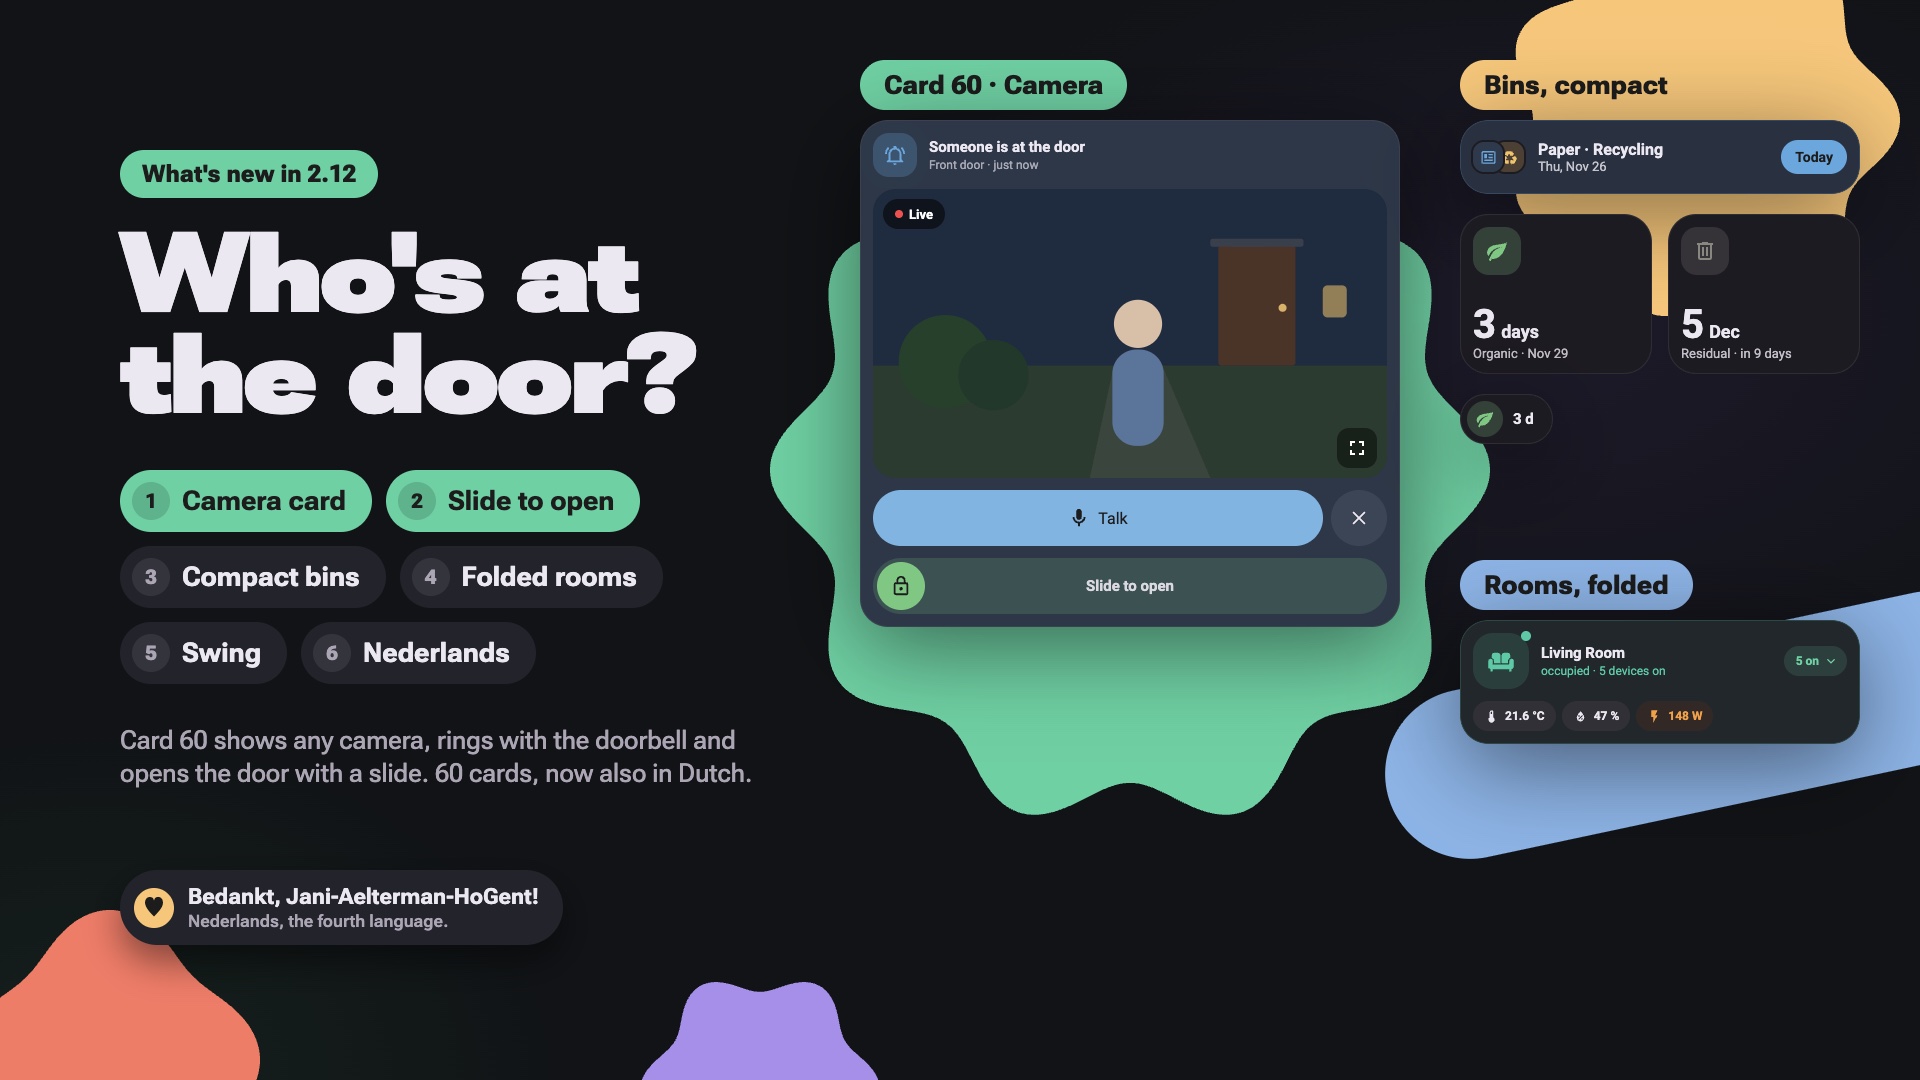 What's new in 2.12
Who's at
the door?
1 Camera card
2 Slide to open
3 Compact bins
4 Folded rooms
5 Swing
6 Nederlands
Card 60 shows any camera, rings with the doorbell and
opens the door with a slide. 60 cards, now also in Dutch.
Bedankt, Jani-Aelterman-HoGent!
Nederlands, the fourth language.
Card 60 · Camera
Someone is at the door
Front door · just now
Live
Talk
Slide to open
Bins, compact
Paper · Recycling
Thu, Nov 26
Today
3 days
Organic · Nov 29
5 Dec
Residual · in 9 days
3 d
Rooms, folded
Living Room
occupied · 5 devices on
5 on
21.6 °C
47 %
148 W